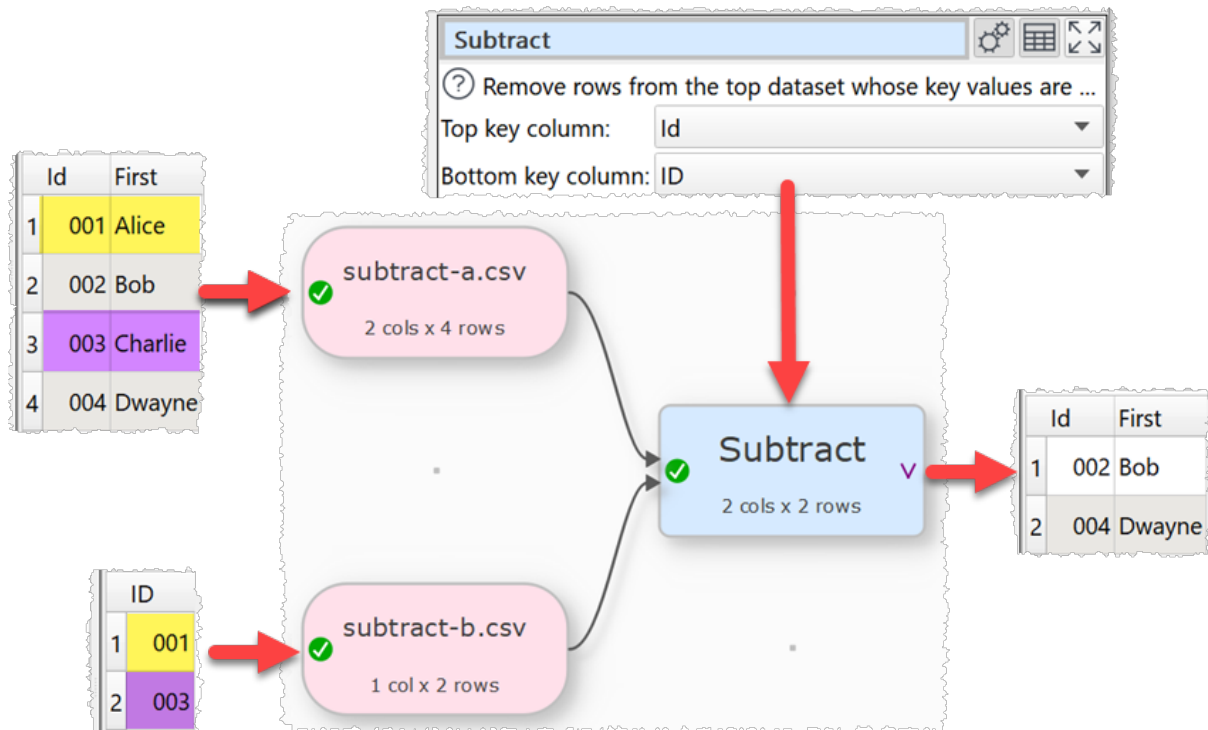 Subtract
? Remove rows from the top dataset whose key values are ...
Top key column: Id
Bottom key column: ID
Id First
1 001 Alice
2 002 Bob
3 003 Charlie
4 004 Dwayne
subtract-a.csv
2 cols x 4 rows
Subtract
2 cols x 2 rows
V
Id First
1 002 Bob
2 004 Dwayne
ID
1 001
2 003
subtract-b.csv
1 col x 2 rows